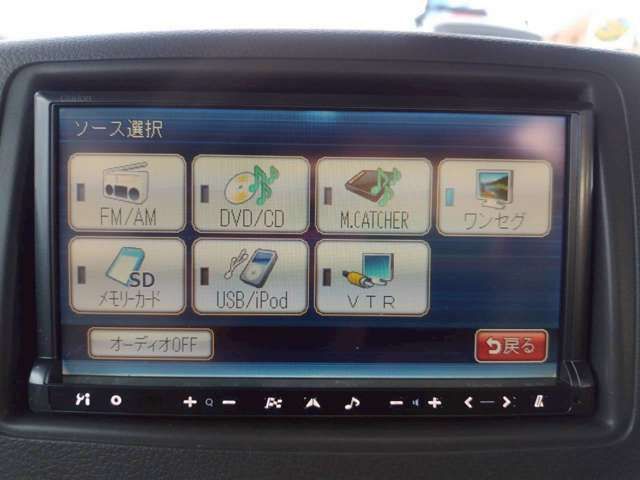 clarion
ソース選択
FM/AM
DVD/CD
M.CATCHER
ワンセグ
SD
メモリーカード
USB/iPod
VTR
オーディオOFF
戻る